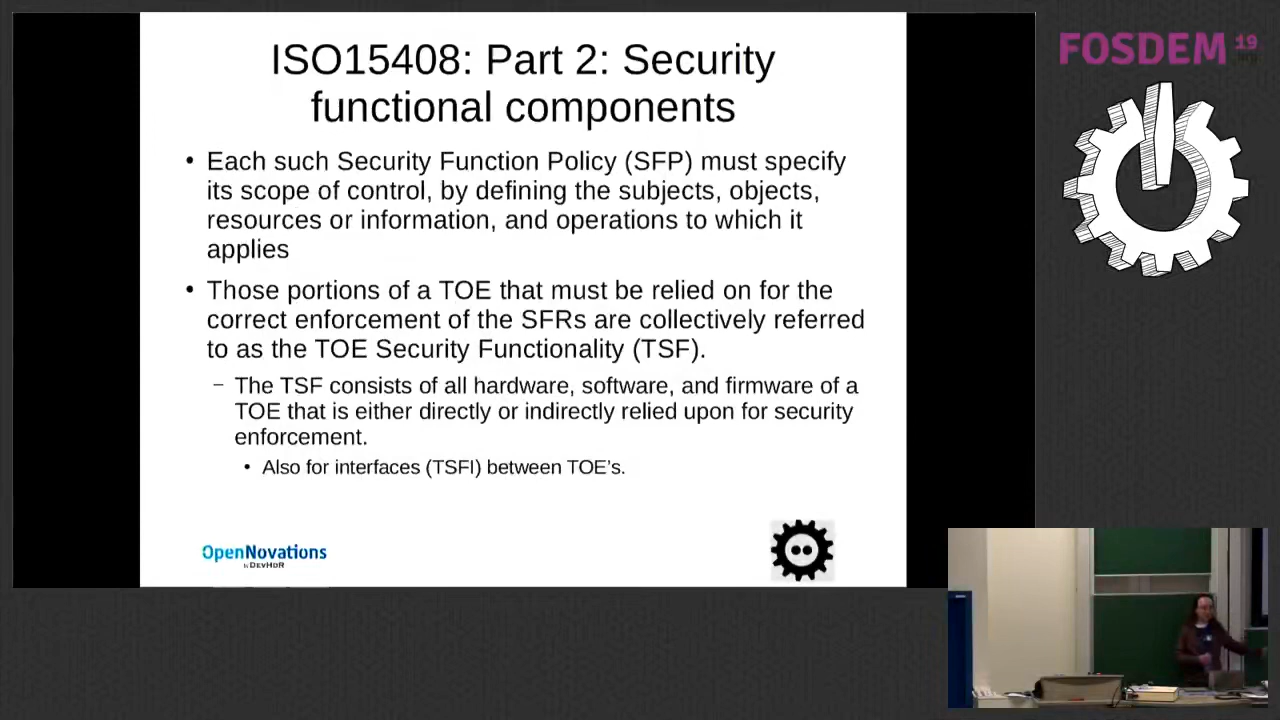 ISO15408: Part 2: Security
functional components
• Each such Security Function Policy (SFP) must specify
its scope of control, by defining the subjects, objects,
resources or information, and operations to which it
applies
• Those portions of a TOE that must be relied on for the
correct enforcement of the SFRs are collectively referred
to as the TOE Security Functionality (TSF).
– The TSF consists of all hardware, software, and firmware of a
TOE that is either directly or indirectly relied upon for security
enforcement.
• Also for interfaces (TSFI) between TOE's.
OpenNovations
by DEVHDR
FOSDEM 19
.org